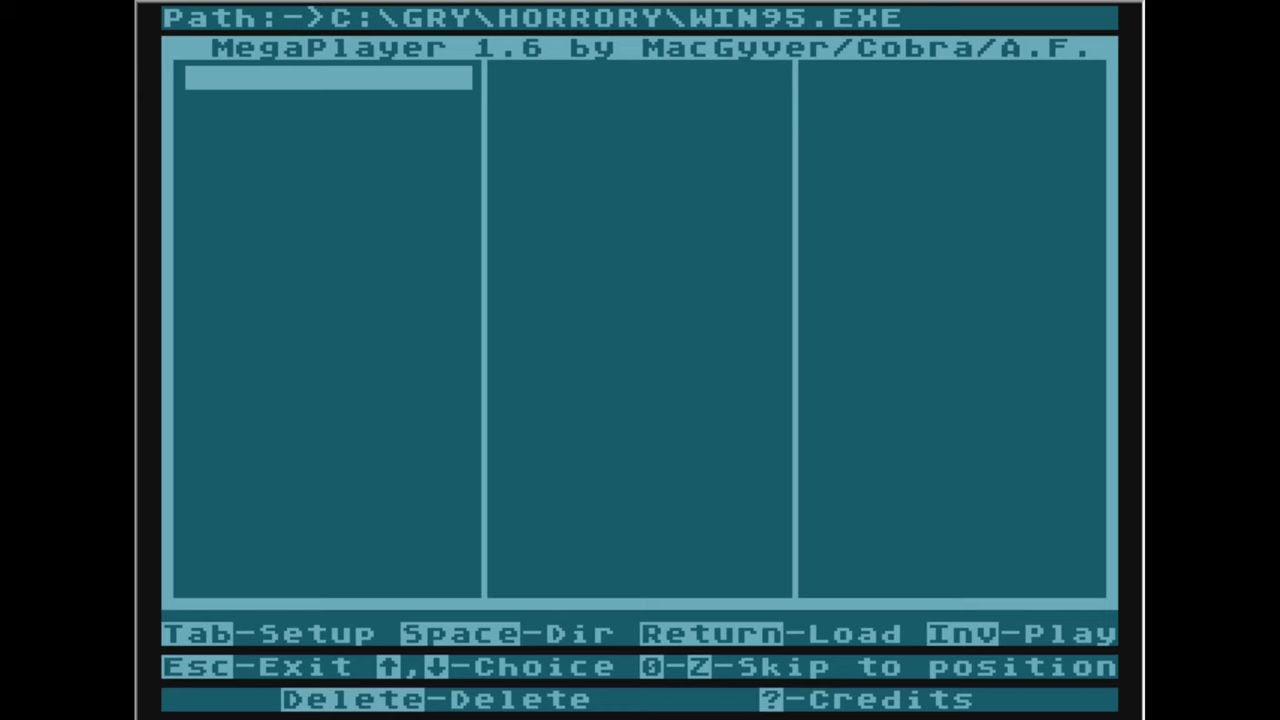 Path:->C:\GRY\HORRORY\WIN95.EXE
MegaPlayer 1.6 by MacGyver/Cobra/A.F.
Tab-Setup Space-Dir Return-Load Inv-Play
Esc-Exit ↑,↓-Choice 0-Z-Skip to position
Delete-Delete ?-Credits